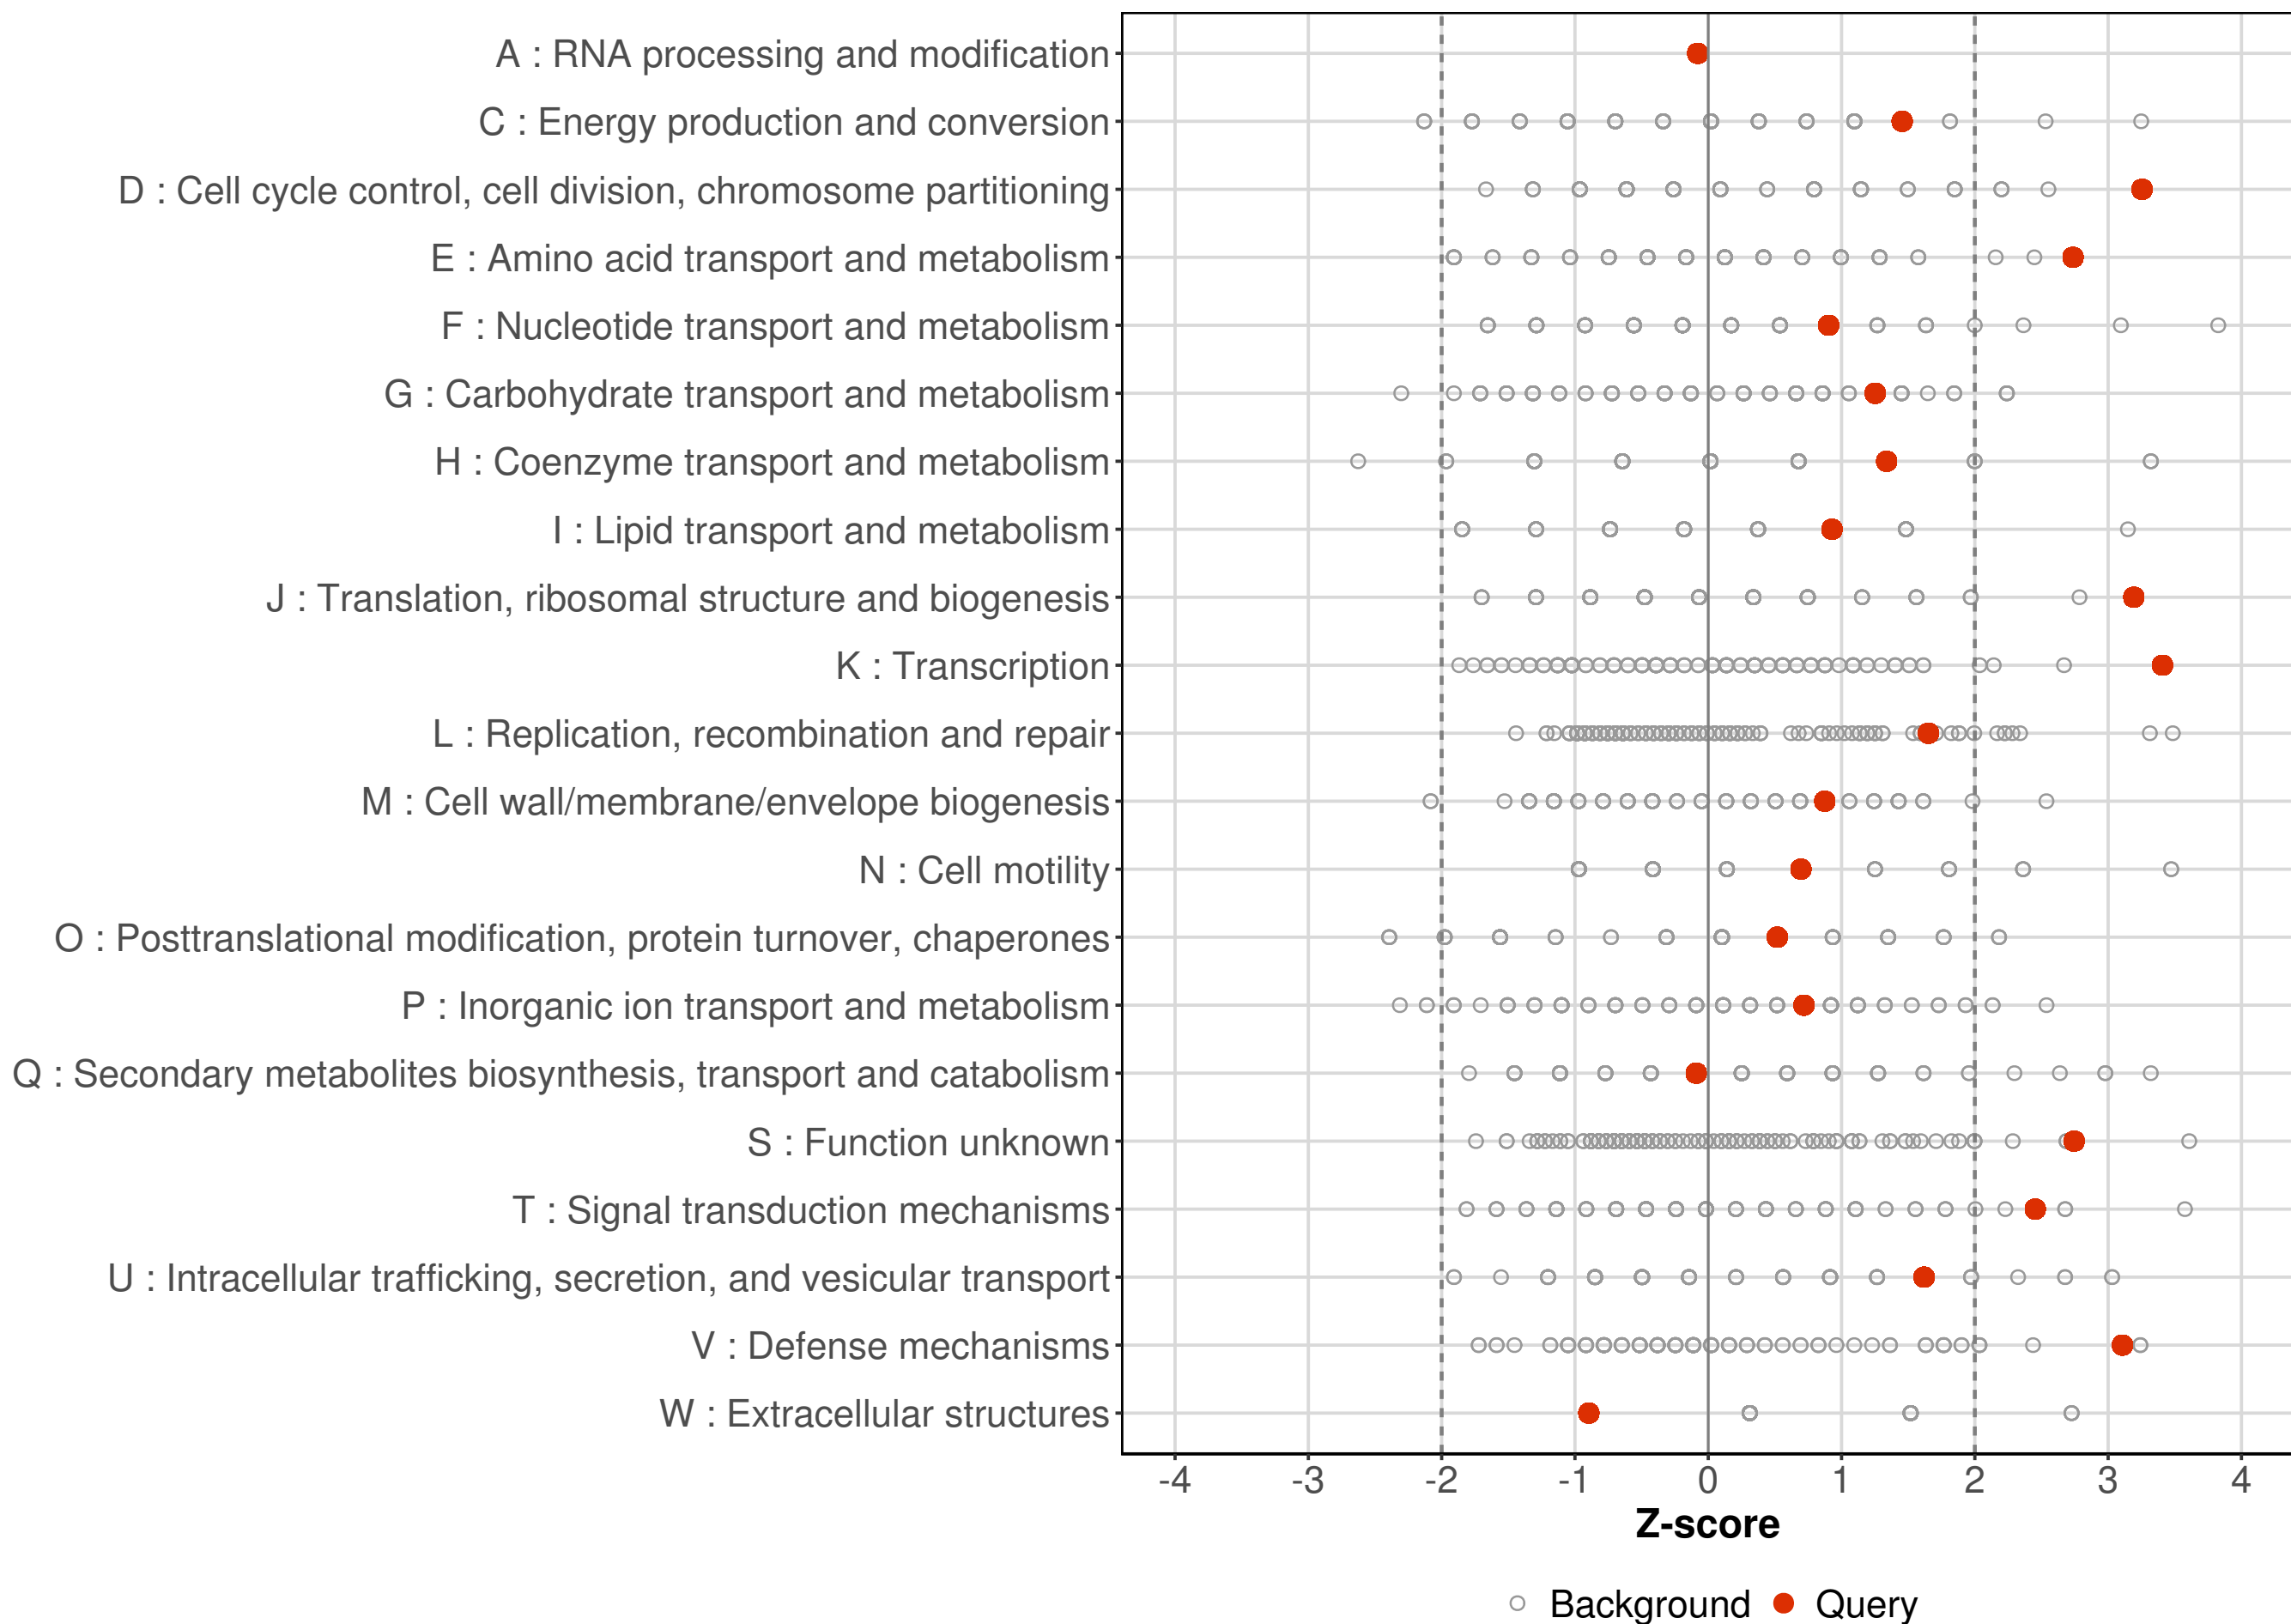 A : RNA processing and modification
C : Energy production and conversion
D : Cell cycle control, cell division, chromosome partitioning
E : Amino acid transport and metabolism
F : Nucleotide transport and metabolism
G : Carbohydrate transport and metabolism
H : Coenzyme transport and metabolism
I : Lipid transport and metabolism
J : Translation, ribosomal structure and biogenesis
K : Transcription
L : Replication, recombination and repair
M : Cell wall/membrane/envelope biogenesis
N : Cell motility
O : Posttranslational modification, protein turnover, chaperones
P : Inorganic ion transport and metabolism
Q : Secondary metabolites biosynthesis, transport and catabolism
S : Function unknown
T : Signal transduction mechanisms
U : Intracellular trafficking, secretion, and vesicular transport
V : Defense mechanisms
W : Extracellular structures
-4 -3 -2 -1 0 1 2 3 4
Z-score
Background Query